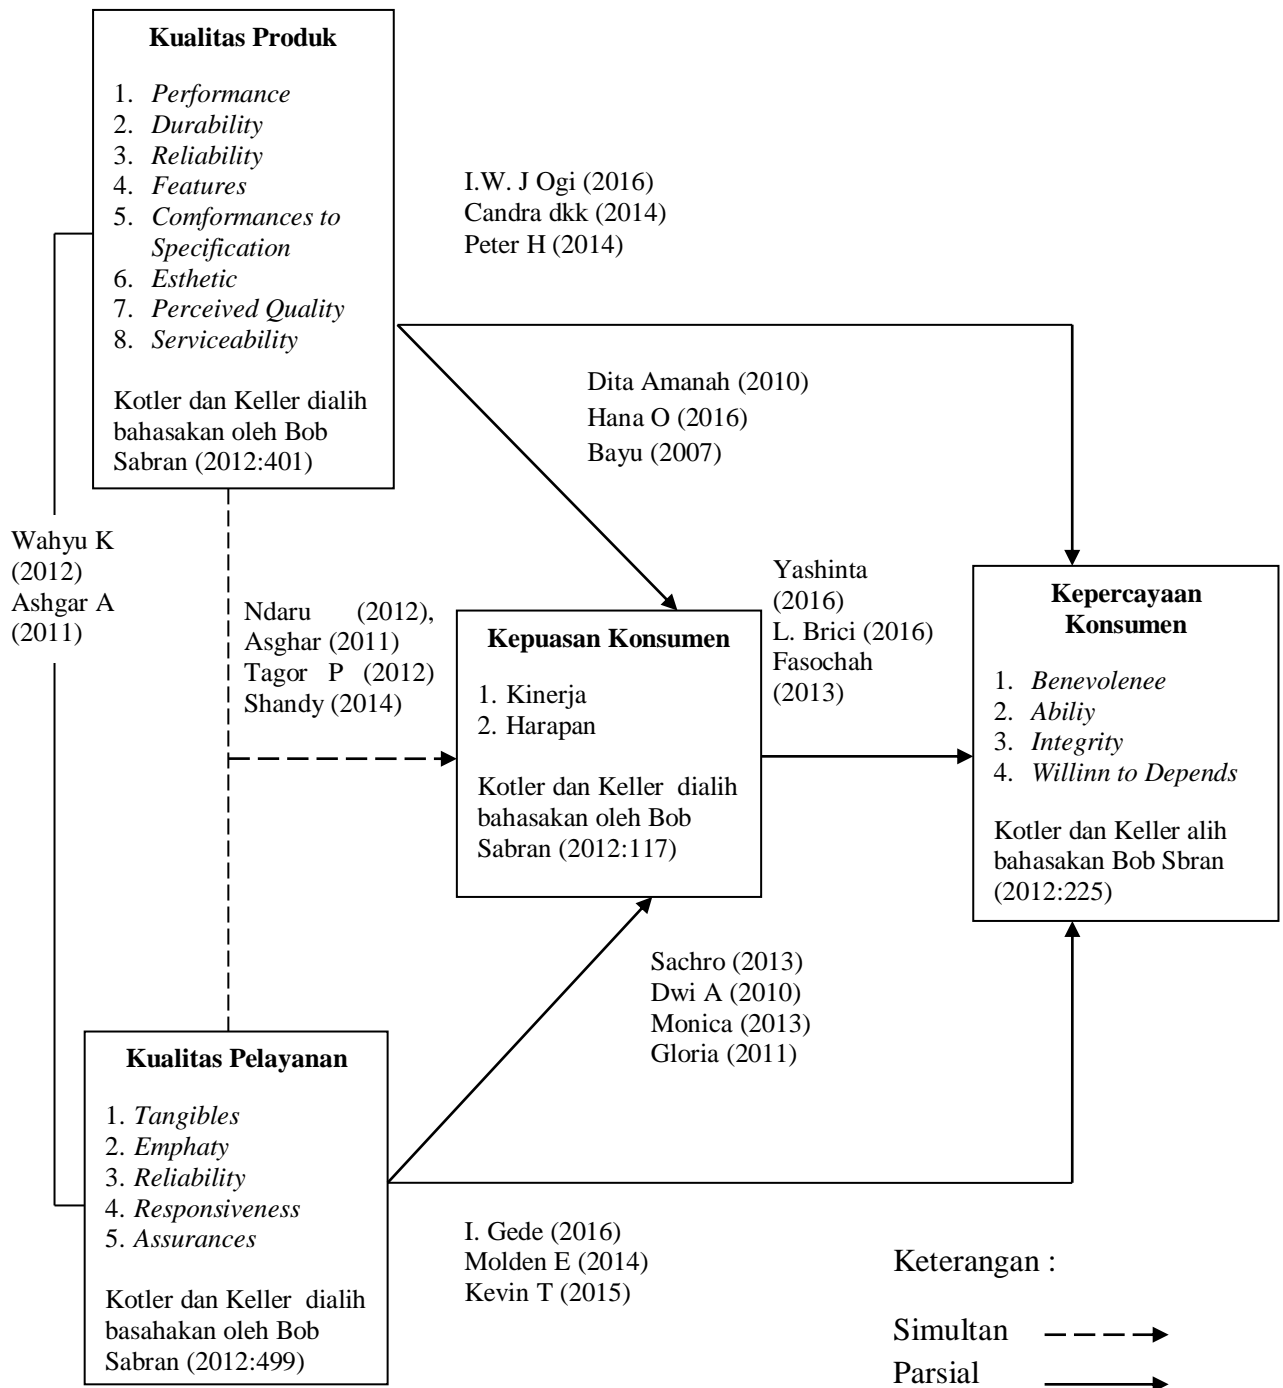 Kualitas Produk
1. Performance
2. Durability
3. Reliability
4. Features
5. Comformances to
Specification
6. Esthetic
7. Perceived Quality
8. Serviceability
Kotler dan Keller dialih
bahasakan oleh Bob
Sabran (2012:401)
I.W. J Ogi (2016)
Candra dkk (2014)
Peter H (2014)
Dita Amanah (2010)
Hana O (2016)
Bayu (2007)
Wahyu K
(2012)
Ashgar A
(2011)
Ndaru (2012),
Asghar (2011)
Tagor P (2012)
Shandy (2014)
Kepuasan Konsumen
1. Kinerja
2. Harapan
Kotler dan Keller dialih
bahasakan oleh Bob
Sabran (2012:117)
Yashinta
(2016)
L. Brici (2016)
Fasochah
(2013)
Kepercayaan
Konsumen
1. Benevolenee
2. Abiliy
3. Integrity
4. Willinn to Depends
Kotler dan Keller alih
bahasakan Bob Sbran
(2012:225)
Sachro (2013)
Dwi A (2010)
Monica (2013)
Gloria (2011)
Kualitas Pelayanan
1. Tangibles
2. Emphaty
3. Reliability
4. Responsiveness
5. Assurances
Kotler dan Keller dialih
basahakan oleh Bob
Sabran (2012:499)
I. Gede (2016)
Molden E (2014)
Kevin T (2015)
Keterangan :
Simultan
Parsial